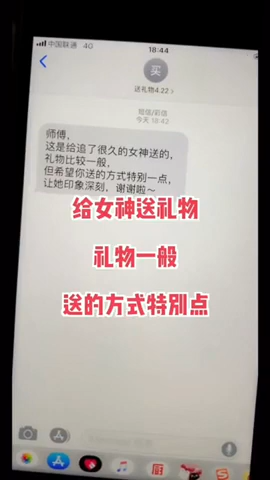 中国联通 4G
18:44
买
送礼物4.22 >
短信/彩信
今天 18:43
师傅，
这是给追了很久的女神送的，
礼物比较一般，
但希望你送的方式特别一点，
让她印象深刻，谢谢啦～
给女神送礼物
礼物一般
送的方式特别点